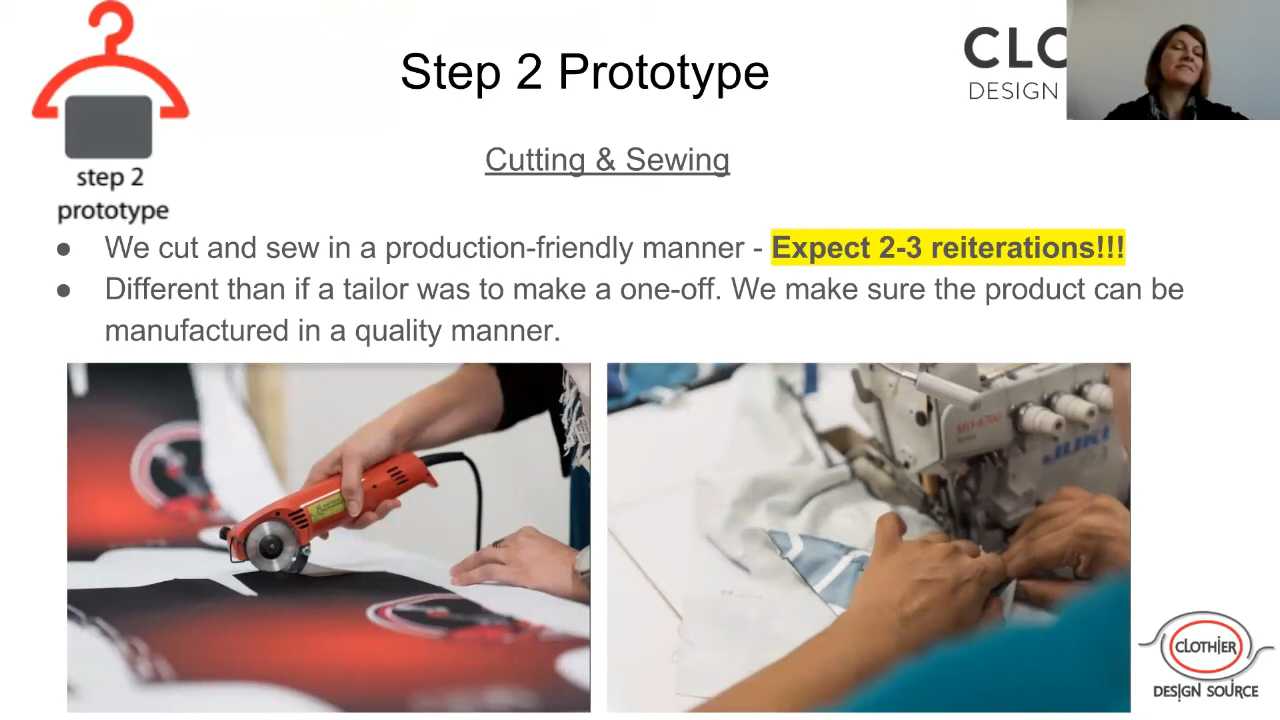 Step 2 Prototype
CLO
DESIGN
step 2
prototype
Cutting & Sewing
● We cut and sew in a production-friendly manner - Expect 2-3 reiterations!!!
● Different than if a tailor was to make a one-off. We make sure the product can be
manufactured in a quality manner.
MO-6700
JUKI
CLOTHIER
DESIGN SOURCE